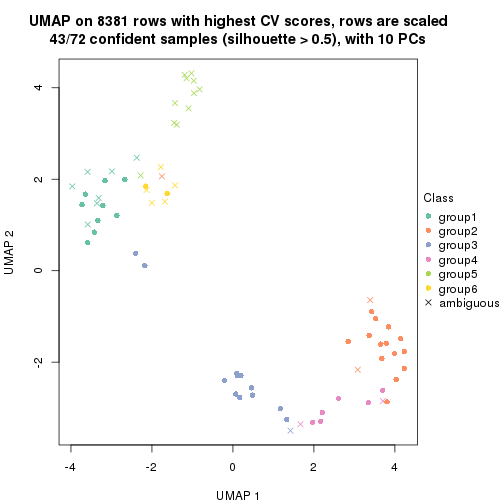 UMAP on 8381 rows with highest CV scores, rows are scaled
43/72 confident samples (silhouette > 0.5), with 10 PCs
UMAP 2
4
2
0
-2
-4
-2
0
2
4
UMAP 1
Class
group1
group2
group3
group4
group5
group6
ambiguous